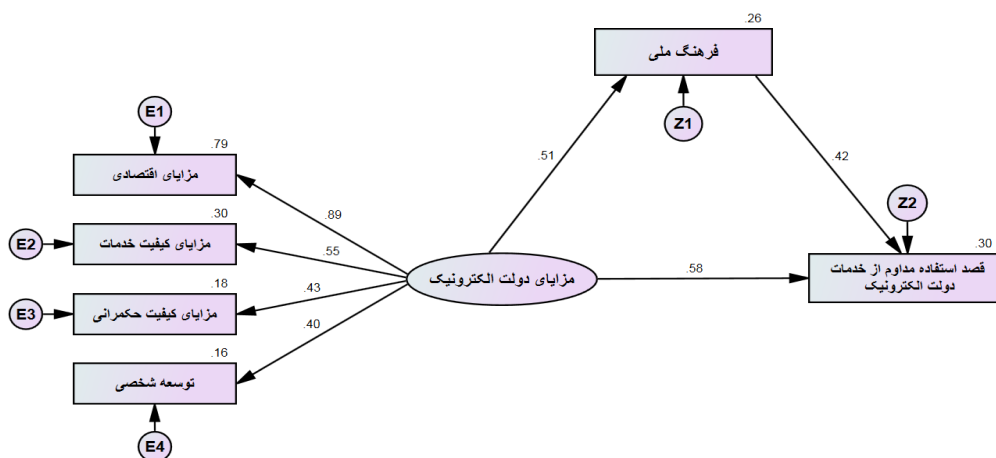 .26
فرهنگ ملی
Z1
E1
.79
مزایای اقتصادی
.51
.42
.89
Z2
E2
.30
مزایای کیفیت خدمات
.55
مزایای دولت الکترونیک
.58
.30
قصد استفاده مداوم از خدمات
دولت الکترونیک
E3
.18
مزایای کیفیت حکمرانی
.43
.40
.16
توسعه شخصی
E4